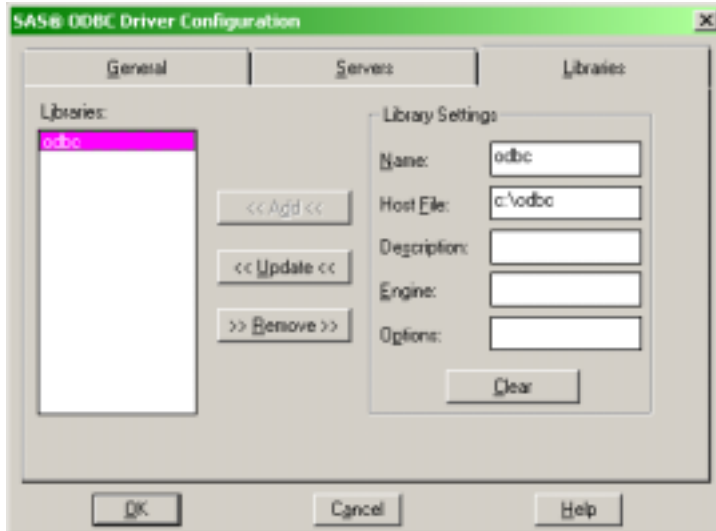 SAS® ODBC Driver Configuration
General
Servers
Libraries
Libraries:
odbc
<< Add <<
<< Update <<
>> Remove >>
Library Settings
Name:
odbc
Host File:
c:\odbc
Description:
Engine:
Options:
Clear
OK
Cancel
Help